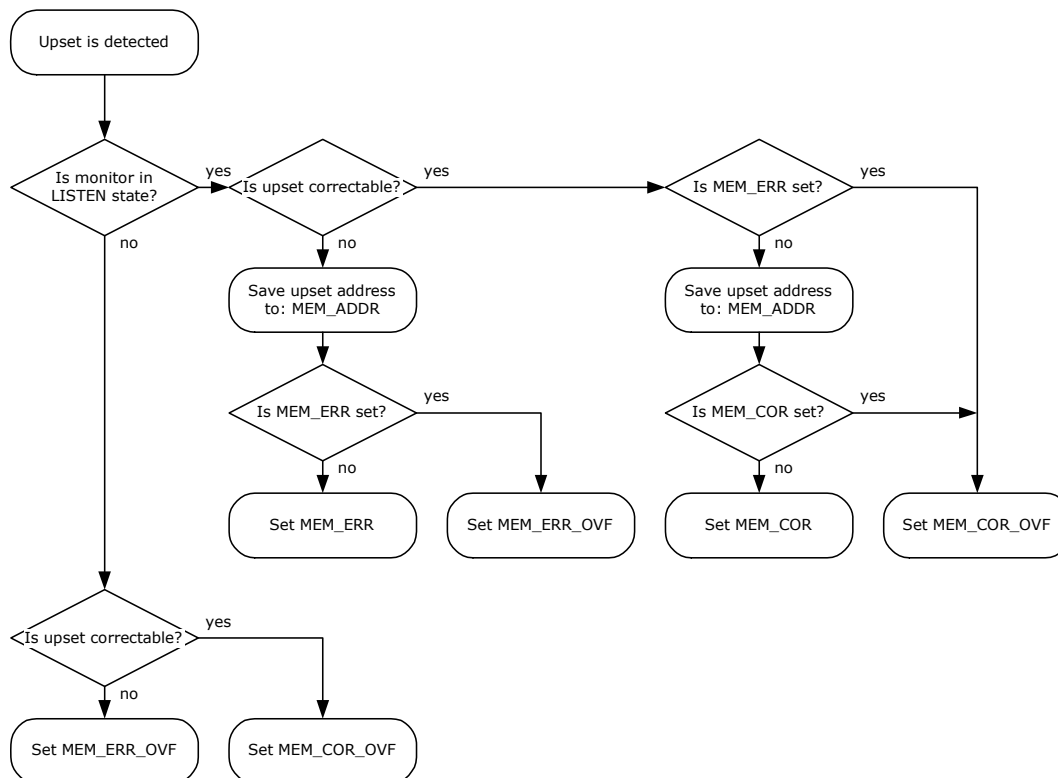 Upset is detected
Is monitor in
LISTEN state?
yes
no
Is upset correctable?
yes
no
Is MEM_ERR set?
yes
no
Save upset address
to: MEM_ADDR
Save upset address
to: MEM_ADDR
Is MEM_ERR set?
yes
no
Is MEM_COR set?
yes
no
Set MEM_ERR
Set MEM_ERR_OVF
Set MEM_COR
Set MEM_COR_OVF
Is upset correctable?
yes
no
Set MEM_ERR_OVF
Set MEM_COR_OVF